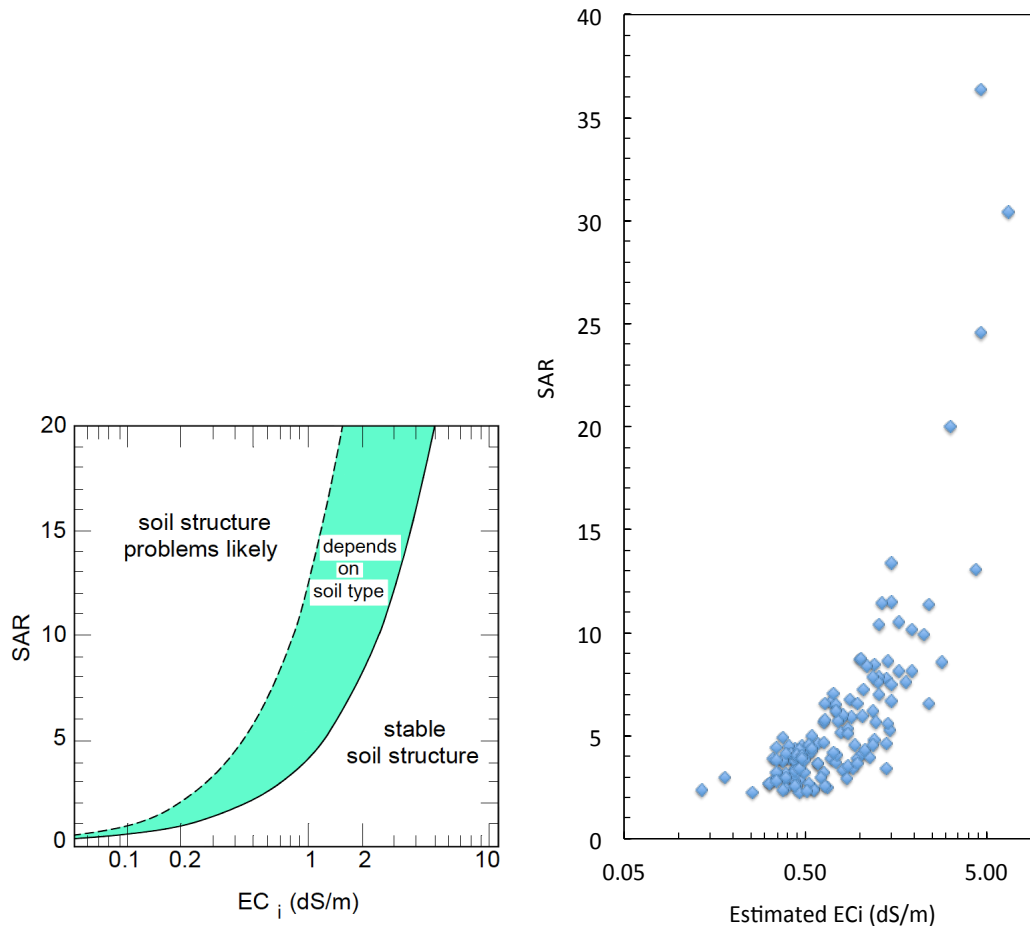 20
15
10
5
0
SAR
soil structure
problems likely
depends
on
soil type
stable
soil structure
0.1
0.2
1
2
10
EC i (dS/m)
40
35
30
25
20
15
10
5
0
SAR
0.05
0.50
5.00
Estimated ECi (dS/m)